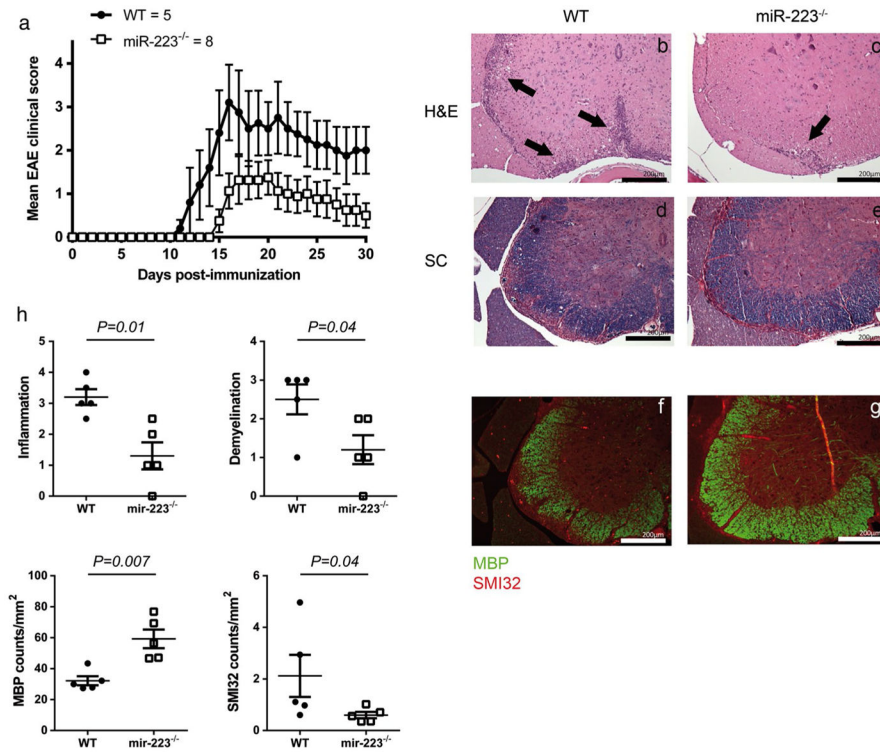 a
WT = 5
miR-223-/- = 8
Mean EAE clinical score
4
3
2
1
0
0 5 10 15 20 25 30
Days post-immunization
WT miR-223-/-
H&E
b
200µm
c
200µm
SC
d
e
200µm
f
200µm
g
200µm
MBP
SMI32
h
P=0.01
Inflammation
5
4
3
2
1
0
WT mir-223-/-
P=0.04
Demyelination
4
3
2
1
0
WT mir-223-/-
P=0.007
MBP counts/mm2
100
80
60
40
20
0
WT mir-223-/-
P=0.04
SMI32 counts/mm2
6
4
2
0
WT mir-223-/-